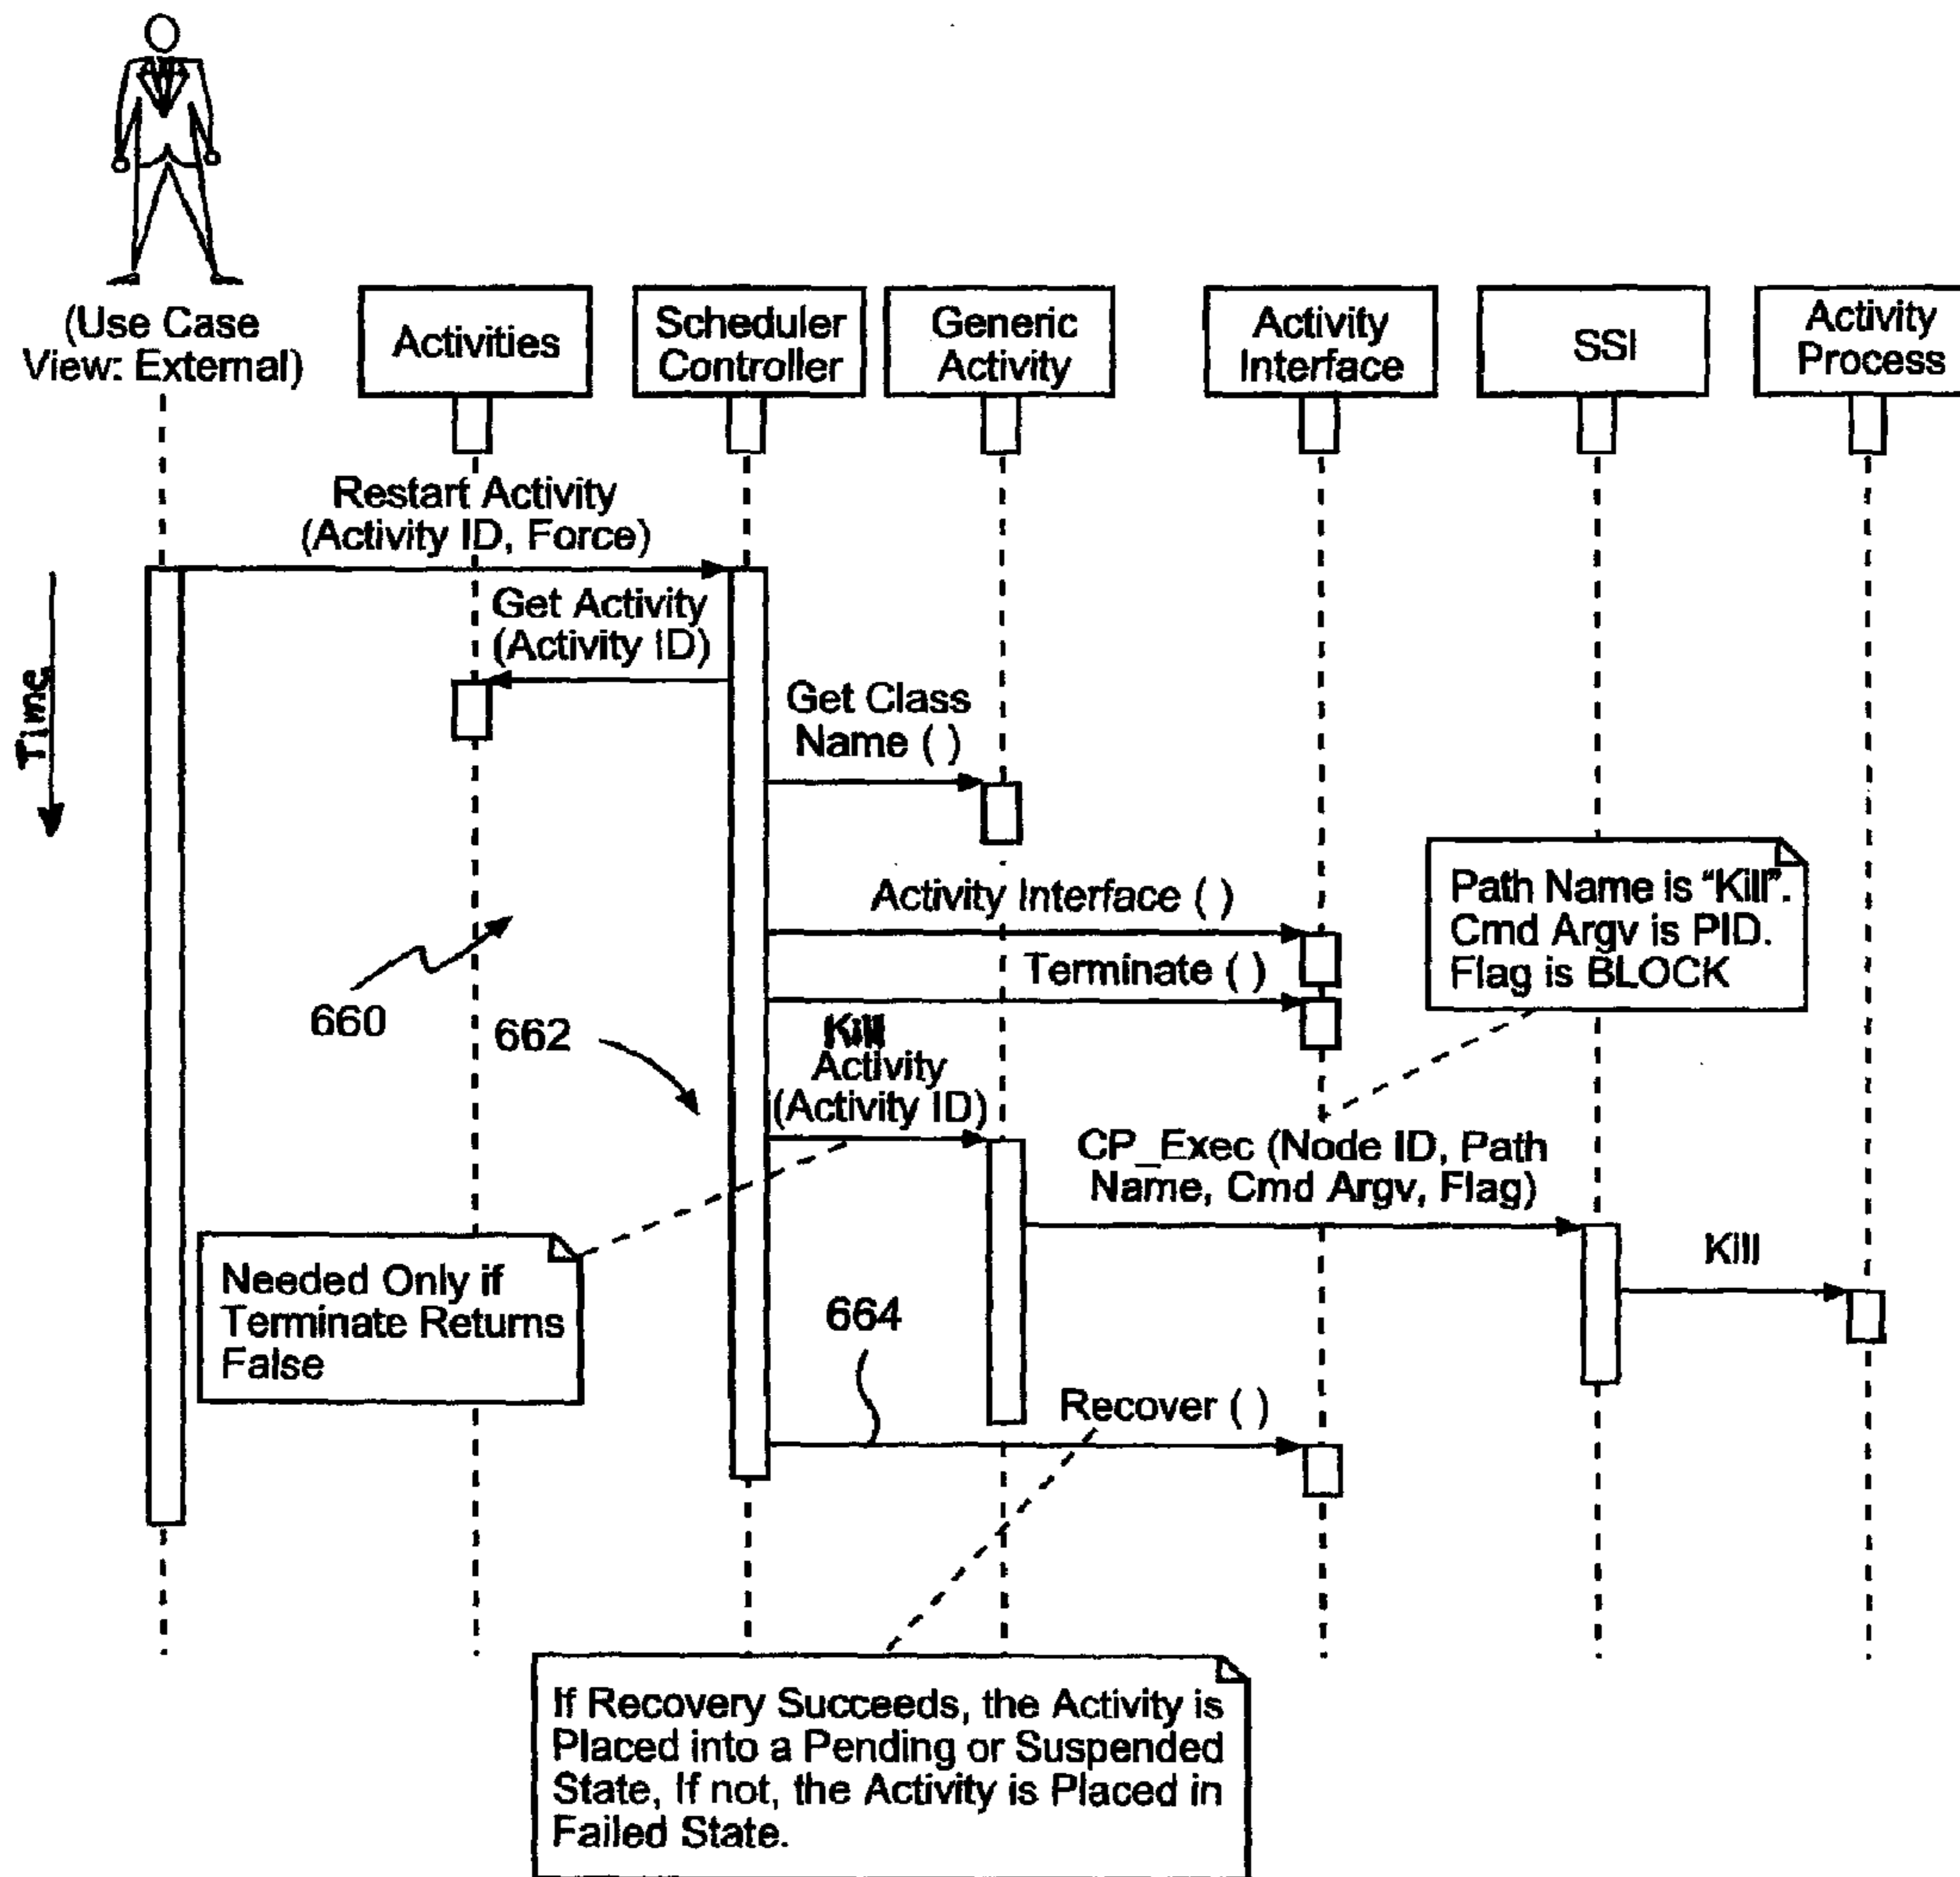 (Use Case
View: External)
Activities
Scheduler
Controller
Generic
Activity
Activity
Interface
SSI
Activity
Process
Restart Activity
(Activity ID, Force)
Time
Get Activity
(Activity ID)
Get Class
Name ( )
Activity Interface ( )
Path Name is “Kill”.
Cmd Argv is PID.
Flag is BLOCK
Terminate ( )
660
662
Kill
Activity
(Activity ID)
CP_Exec (Node ID, Path
Name, Cmd Argv, Flag)
Kill
Needed Only if
Terminate Returns
False
664
Recover ( )
If Recovery Succeeds, the Activity is
Placed into a Pending or Suspended
State, If not, the Activity is Placed in
Failed State.